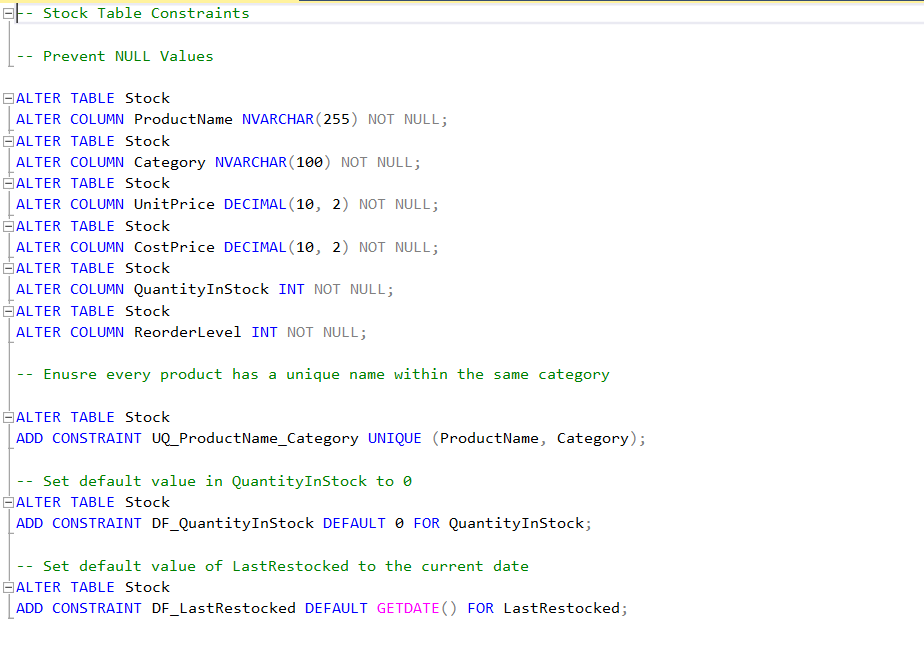 -- Stock Table Constraints
-- Prevent NULL Values
ALTER TABLE Stock
ALTER COLUMN ProductName NVARCHAR(255) NOT NULL;
ALTER TABLE Stock
ALTER COLUMN Category NVARCHAR(100) NOT NULL;
ALTER TABLE Stock
ALTER COLUMN UnitPrice DECIMAL(10, 2) NOT NULL;
ALTER TABLE Stock
ALTER COLUMN CostPrice DECIMAL(10, 2) NOT NULL;
ALTER TABLE Stock
ALTER COLUMN QuantityInStock INT NOT NULL;
ALTER TABLE Stock
ALTER COLUMN ReorderLevel INT NOT NULL;
-- Enusre every product has a unique name within the same category
ALTER TABLE Stock
ADD CONSTRAINT UQ_ProductName_Category UNIQUE (ProductName, Category);
-- Set default value in QuantityInStock to 0
ALTER TABLE Stock
ADD CONSTRAINT DF_QuantityInStock DEFAULT 0 FOR QuantityInStock;
-- Set default value of LastRestocked to the current date
ALTER TABLE Stock
ADD CONSTRAINT DF_LastRestocked DEFAULT GETDATE() FOR LastRestocked;